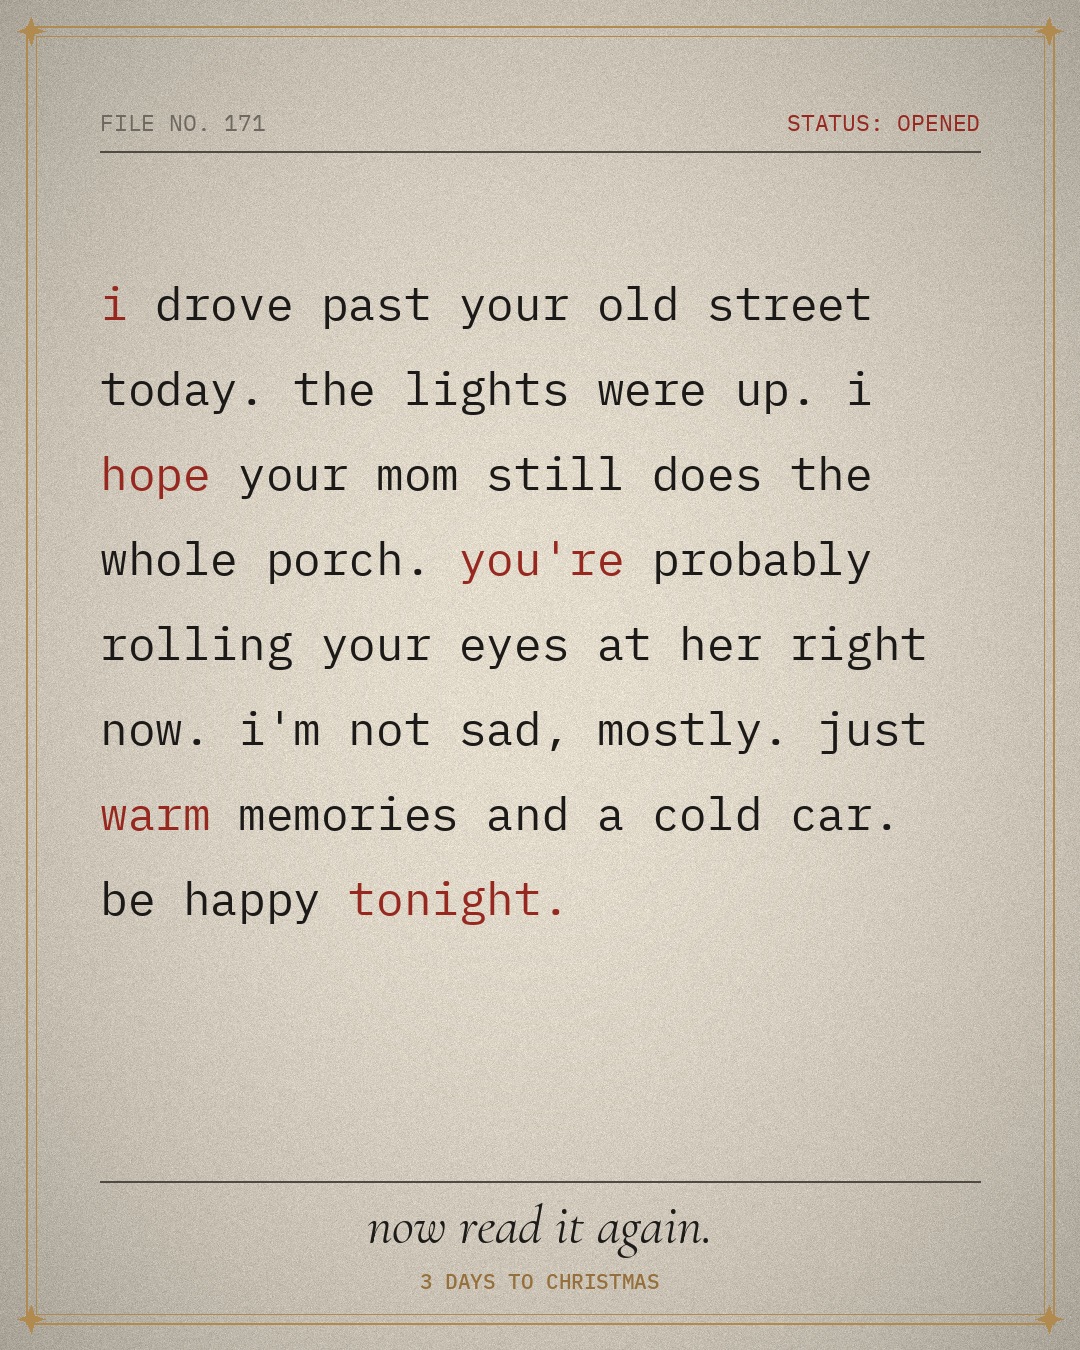 FILE NO. 171
STATUS: OPENED
i drove past your old street
today. the lights were up. i
hope your mom still does the
whole porch. you're probably
rolling your eyes at her right
now. i'm not sad, mostly. just
warm memories and a cold car.
be happy tonight.
now read it again.
3 DAYS TO CHRISTMAS